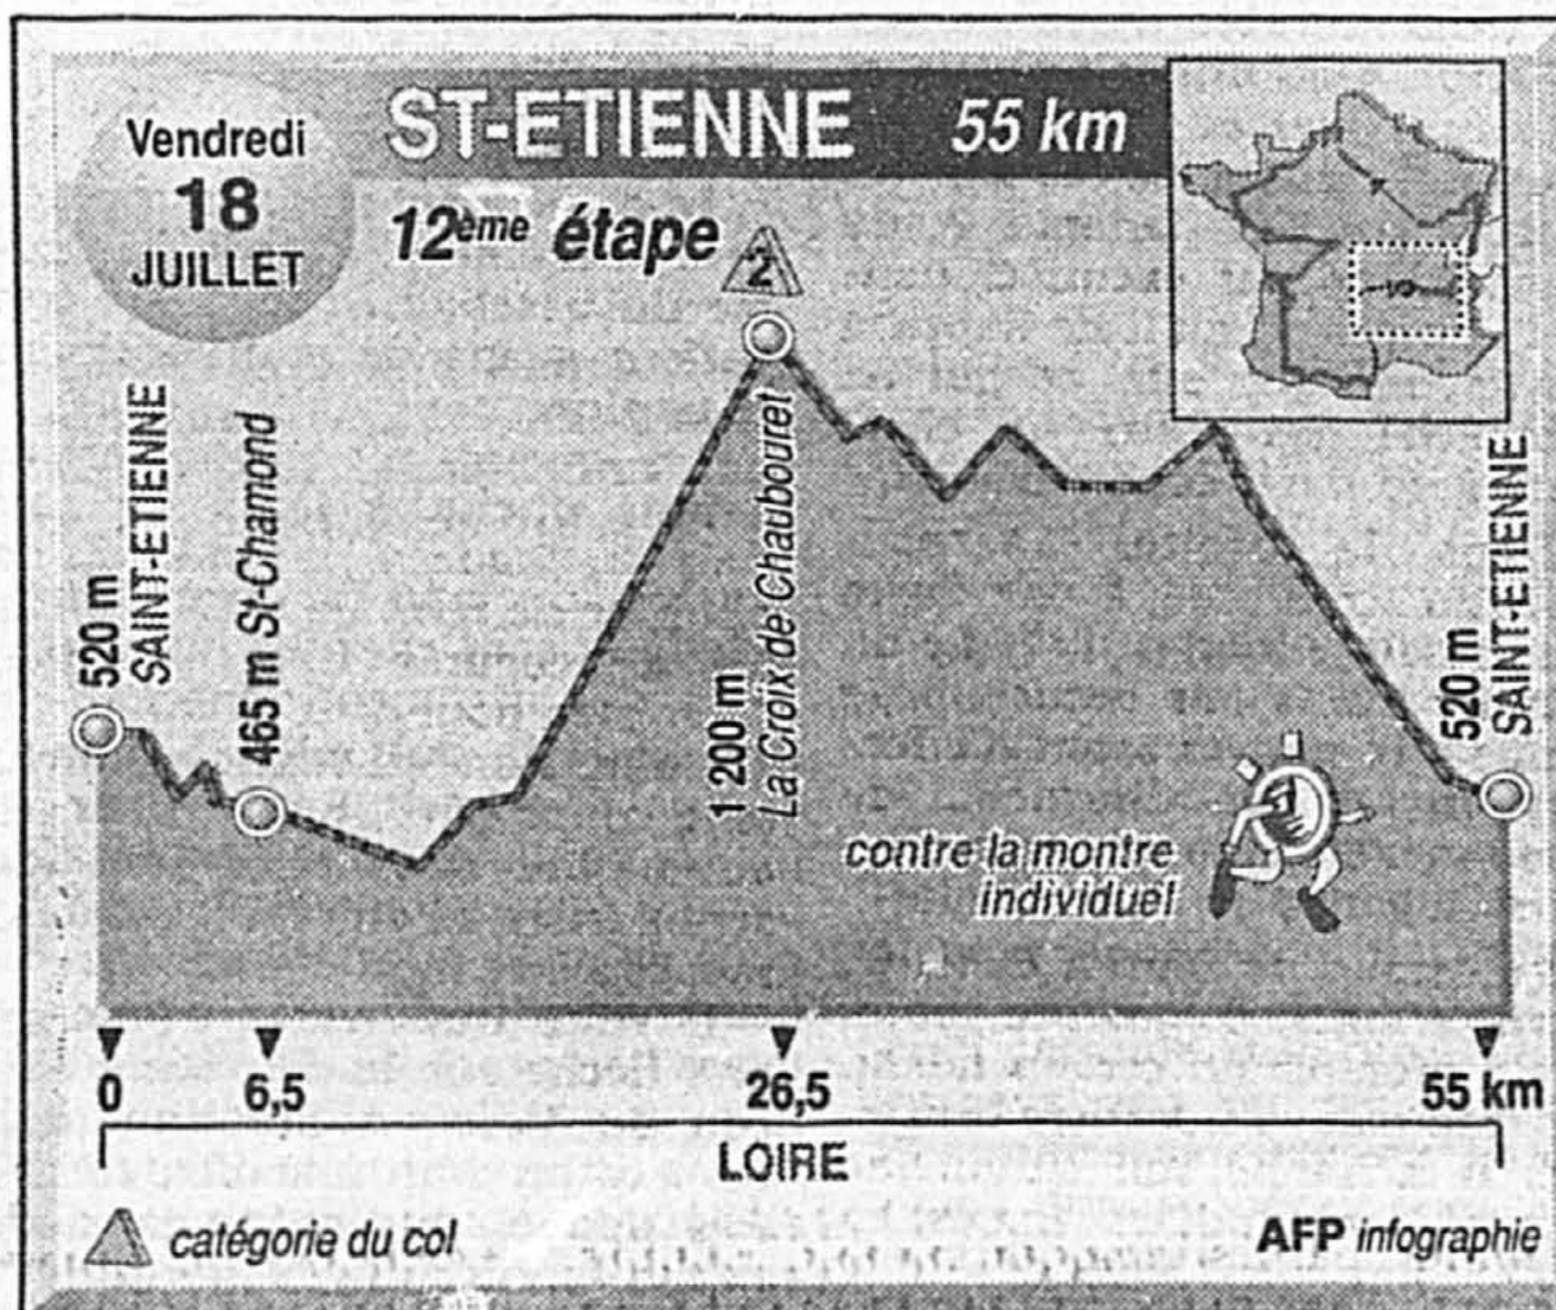 Vendredi
18
JUILLET
ST-ETIENNE 55 km
12ème étape
2
520 m
SAINT-ETIENNE
465 m St-Chamond
1 200 m
La Croix de Chaubouret
520 m
SAINT-ETIENNE
contre la montre
individuel
0 6,5 26,5 55 km
LOIRE
catégorie du col
AFP infographie